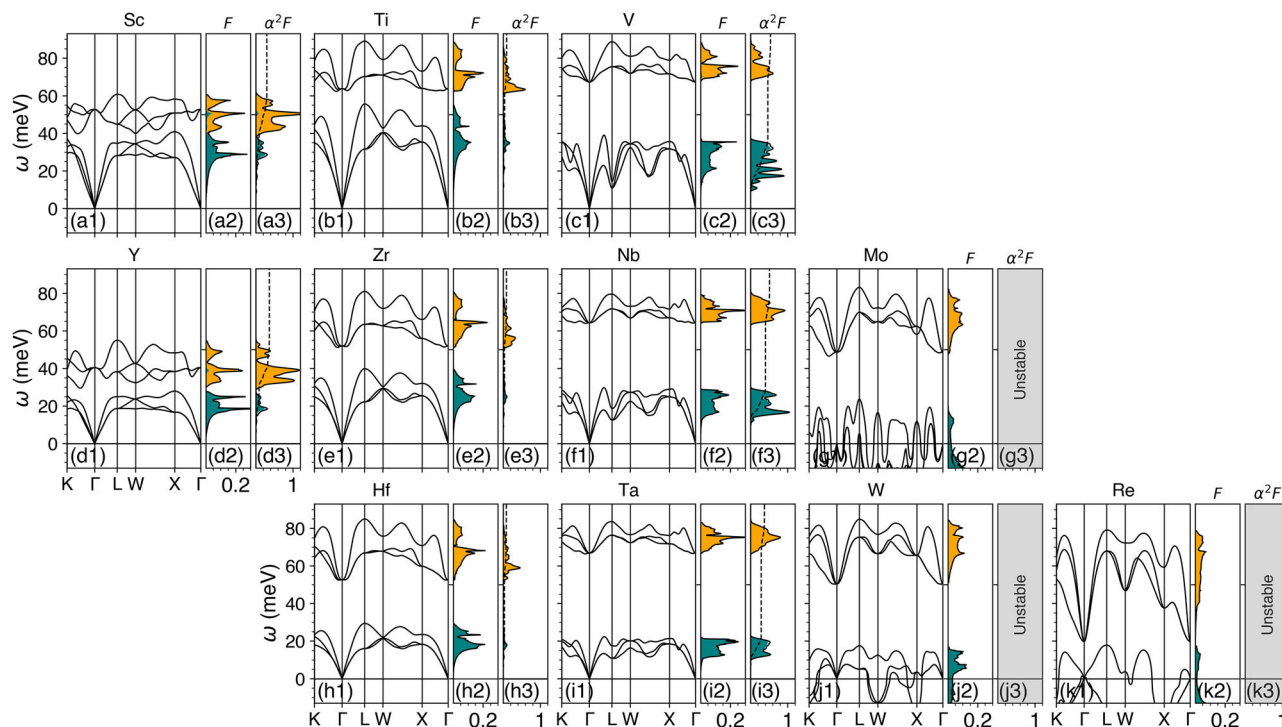 Sc F α²F Ti V F α²F
ω (meV)
80
60
40
20
0
(a1) (a2) (a3) (b1) (b2) (b3) (c1) (c2) (c3)
Y Zr Nb Mo F α²F
ω (meV)
80
60
40
20
0
Unstable
(d1) (d2) (d3) (e1) (e2) (e3) (f1) (f2) (f3) (g1) (g2) (g3)
K Γ L W X Γ 0.2 1
Hf Ta W Re F α²F
ω (meV)
80
60
40
20
0
Unstable Unstable
(h1) (h2) (h3) (i1) (i2) (i3) (j1) (j2) (j3) (k1) (k2) (k3)
K Γ L W X Γ 0.2 1 K Γ L W X Γ 0.2 1 K Γ L W X Γ 0.2 K Γ L W X Γ 0.2